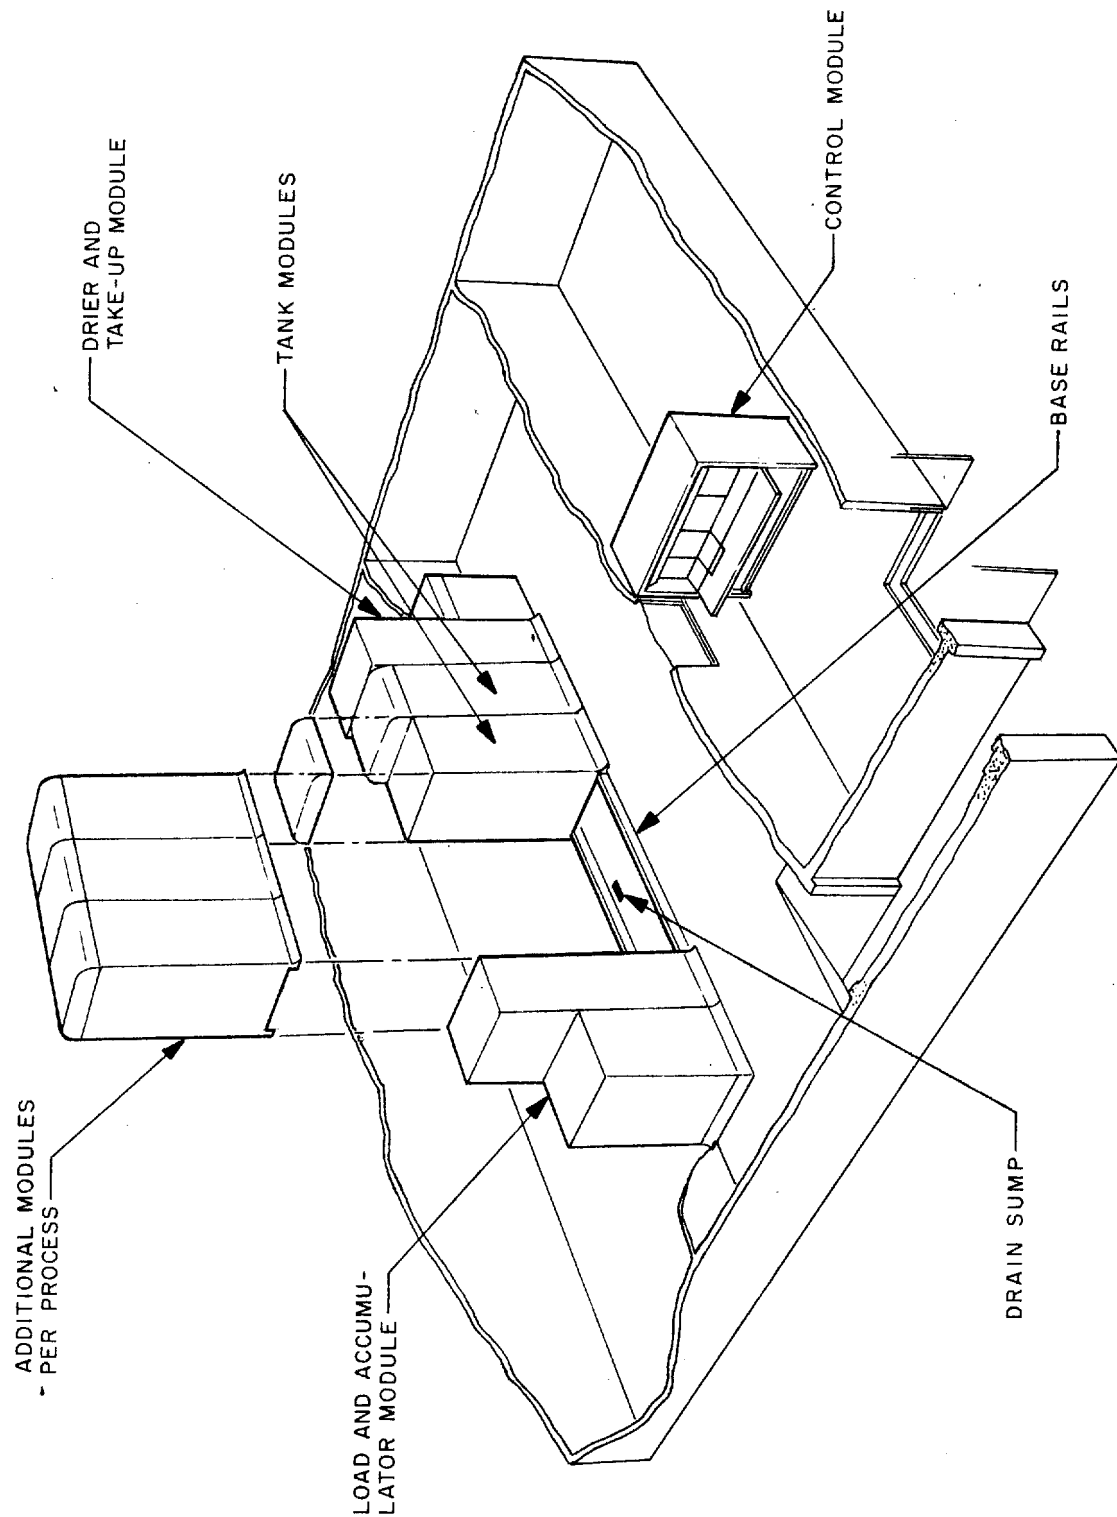 ADDITIONAL MODULES
- PER PROCESS
DRIER AND
TAKE-UP MODULE
TANK MODULES
LOAD AND ACCUMU-
LATOR MODULE
CONTROL MODULE
BASE RAILS
DRAIN SUMP